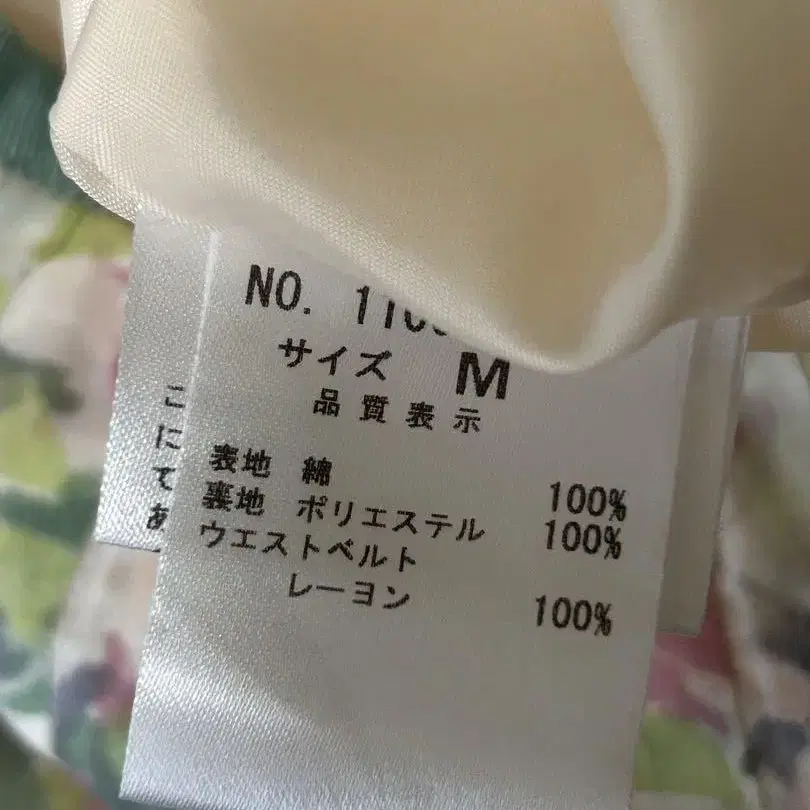 NO.
サイズ M
品質表示
表地 綿 100%
裏地 ポリエステル 100%
ウエストベルト
レーヨン 100%
こ
に
て
あ